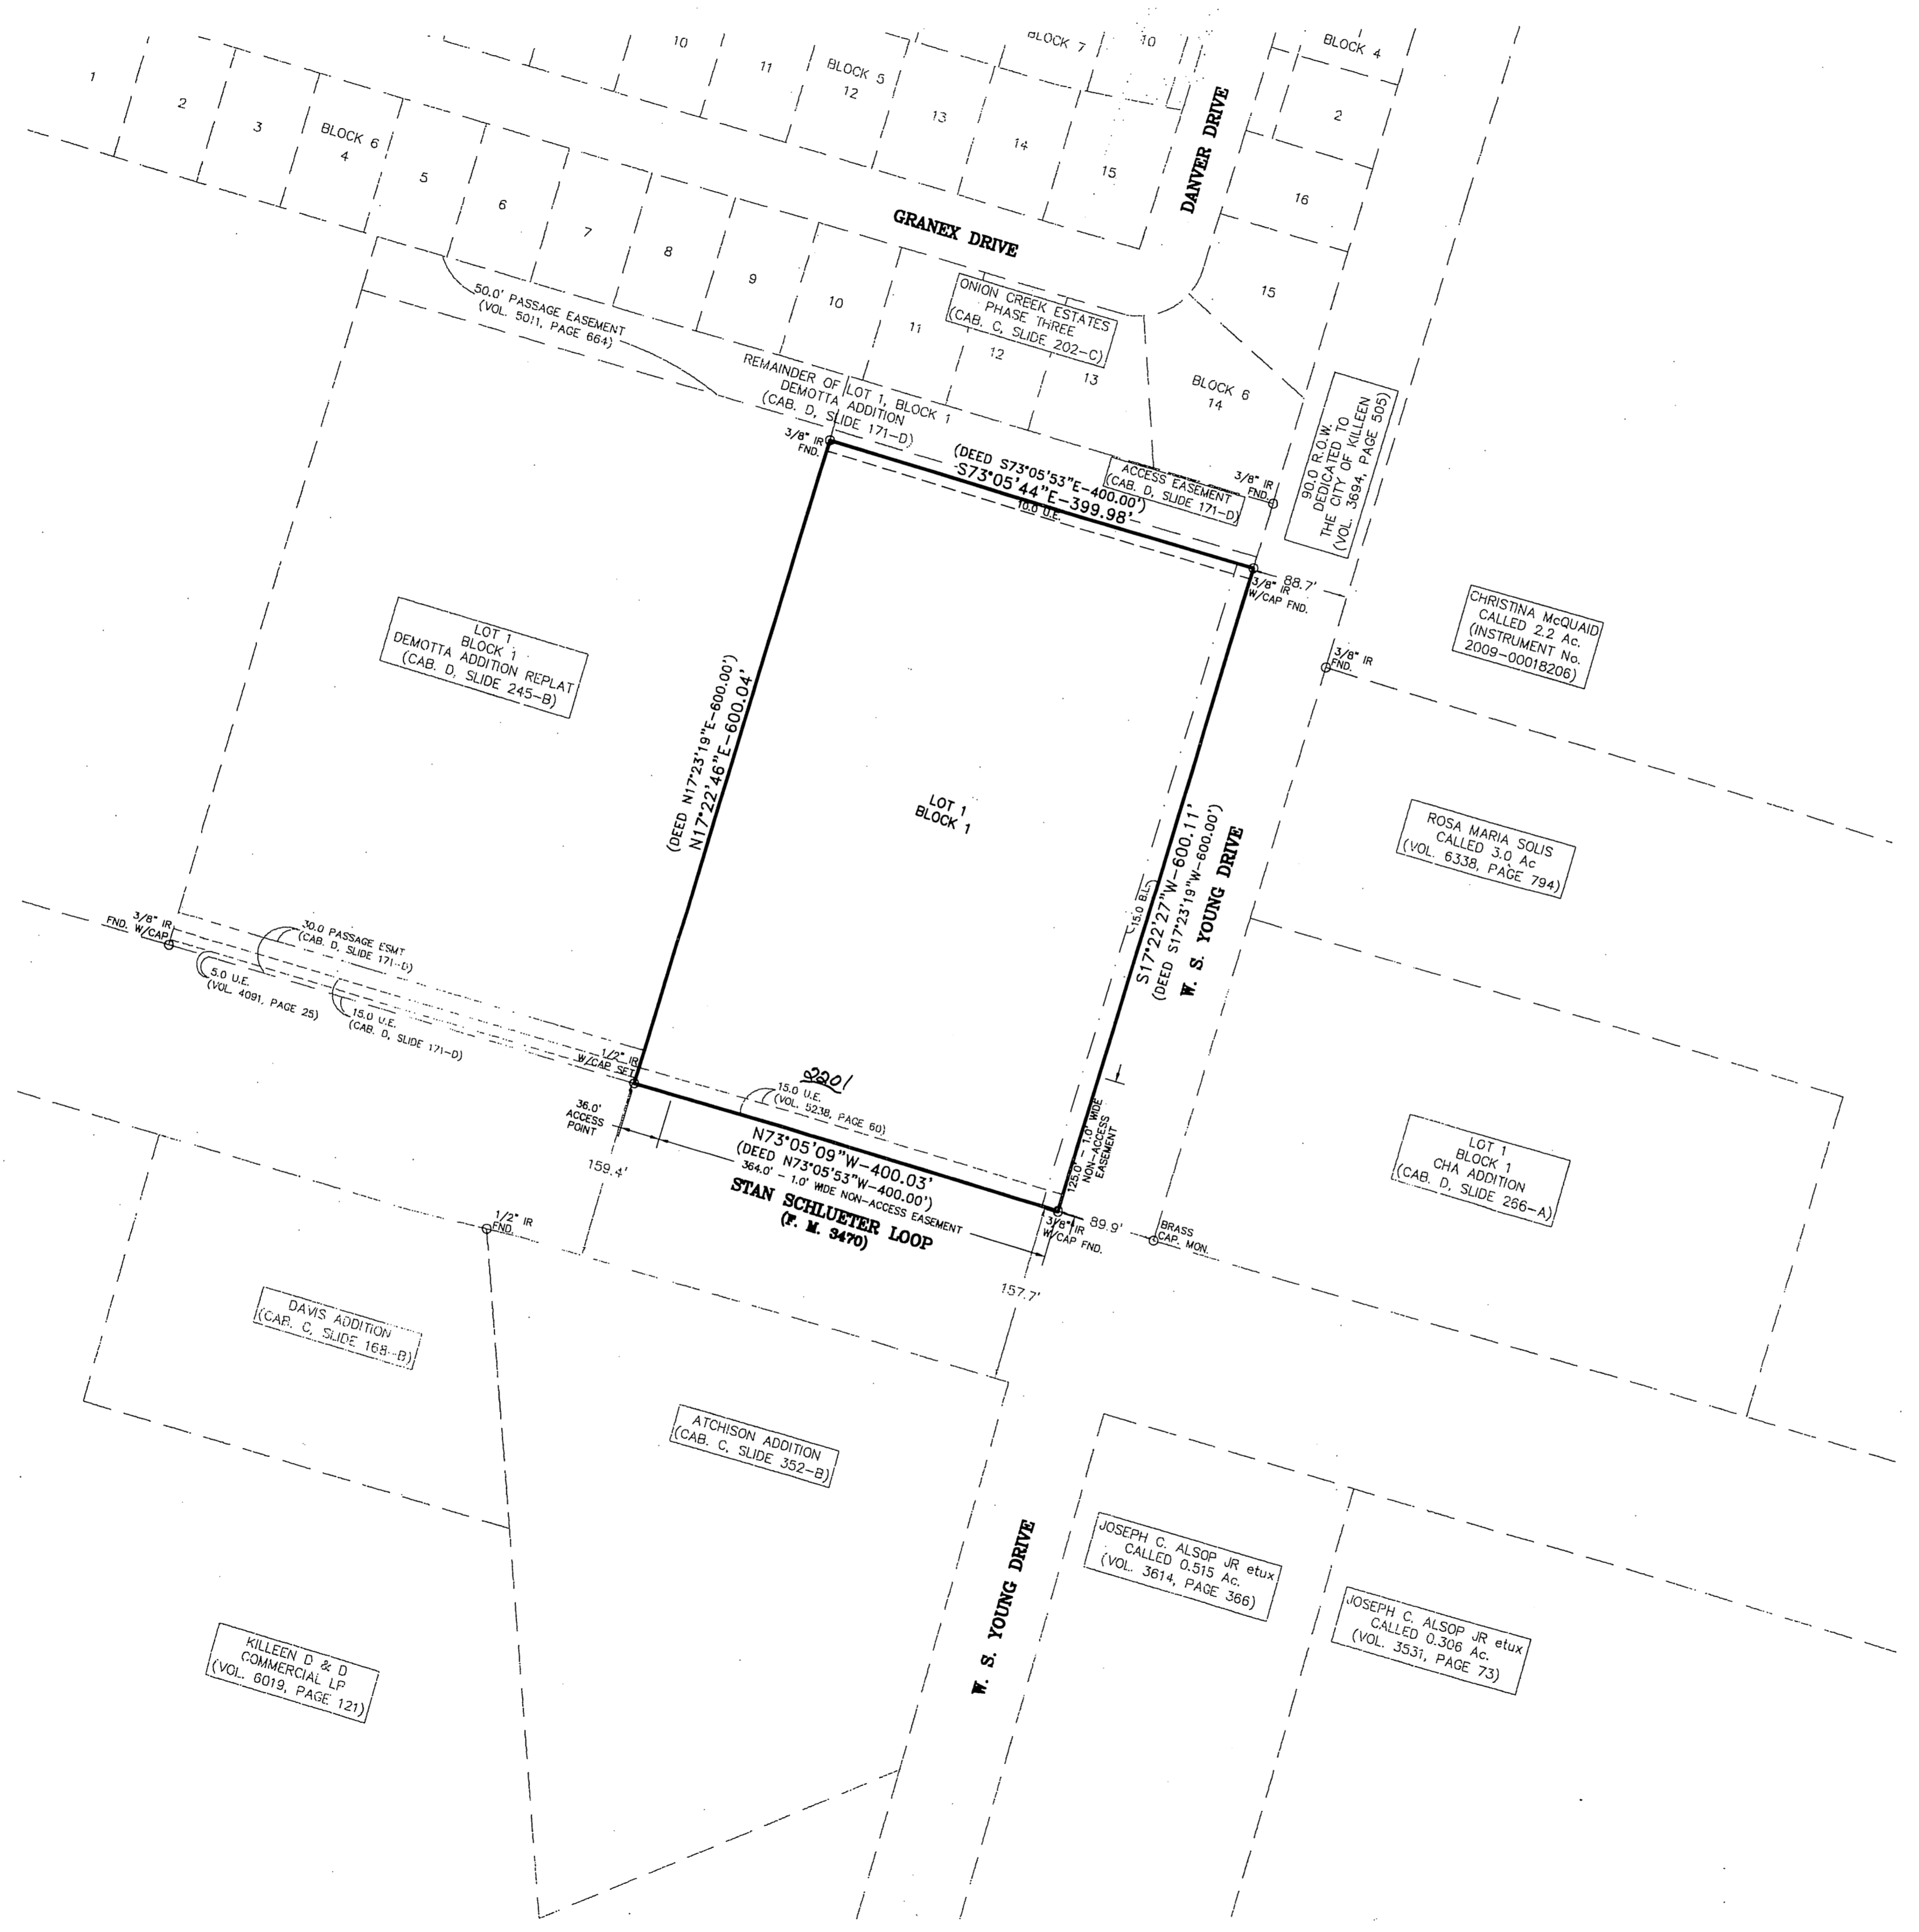 1
2
3
BLOCK 6
4
5
6
7
8
9
10
11
12
13
10
11
BLOCK 5
12
13
14
15
BLOCK 7
10
BLOCK 4
2
16
15
DANVER DRIVE
GRANEX DRIVE
ONION CREEK ESTATES
PHASE THREE
(CAB. C, SLIDE 202-C)
BLOCK 6
14
50.0' PASSAGE EASEMENT
(VOL. 5011, PAGE 664)
REMAINDER OF LOT 1, BLOCK 1
DEMOTTA ADDITION
(CAB. D, SLIDE 171-D)
3/8" IR
FND.
(DEED S73°05'53"E-400.00')
S73°05'44"E-399.98'
10.0 U.E.
ACCESS EASEMENT
(CAB. D, SLIDE 171-D)
3/8" IR
FND.
90.0 R.O.W.
DEDICATED TO
THE CITY OF KILLEEN
(VOL. 3694, PAGE 505)
88.7'
3/8" IR
W/CAP FND.
CHRISTINA McQUAID
CALLED 2.2 Ac.
(INSTRUMENT No.
2009-00018206)
3/8" IR
FND.
LOT 1
BLOCK 1
DEMOTTA ADDITION REPLAT
(CAB. D, SLIDE 245-B)
(DEED N17°23'19"E-600.00')
N17°22'46"E-600.04'
LOT 1
BLOCK 1
15.0 B.L.
S17°22'27"W-600.11'
(DEED S17°23'19"W-600.00')
W. S. YOUNG DRIVE
ROSA MARIA SOLIS
CALLED 3.0 Ac
(VOL. 6338, PAGE 794)
3/8" IR
FND. W/CAP
30.0 PASSAGE ESMT
(CAB. D, SLIDE 171-D)
5.0 U.E.
(VOL. 4091, PAGE 25)
15.0 U.E.
(CAB. D, SLIDE 171-D)
1/2" IR
W/CAP SET
2201
15.0 U.E.
(VOL. 5238, PAGE 60)
36.0'
ACCESS
POINT
N73°05'09"W-400.03'
(DEED N73°05'53"W-400.00')
364.0' - 1.0' WIDE NON-ACCESS EASEMENT
STAN SCHLUETER LOOP
(F. M. 3470)
125.0' - 1.0' WIDE
NON-ACCESS
EASEMENT
159.4'
3/8" IR
W/CAP FND.
89.9'
BRASS
CAP. MON.
LOT 1
BLOCK 1
CHA ADDITION
(CAB. D, SLIDE 266-A)
1/2" IR
FND.
157.7'
DAVIS ADDITION
(CAB. C, SLIDE 168-B)
ATCHISON ADDITION
(CAB. C, SLIDE 352-B)
W. S. YOUNG DRIVE
JOSEPH C. ALSOP JR etux
CALLED 0.515 Ac.
(VOL. 3614, PAGE 366)
JOSEPH C. ALSOP JR etux
CALLED 0.306 Ac.
(VOL. 3531, PAGE 73)
KILLEEN D & D
COMMERCIAL LP
(VOL. 6019, PAGE 121)